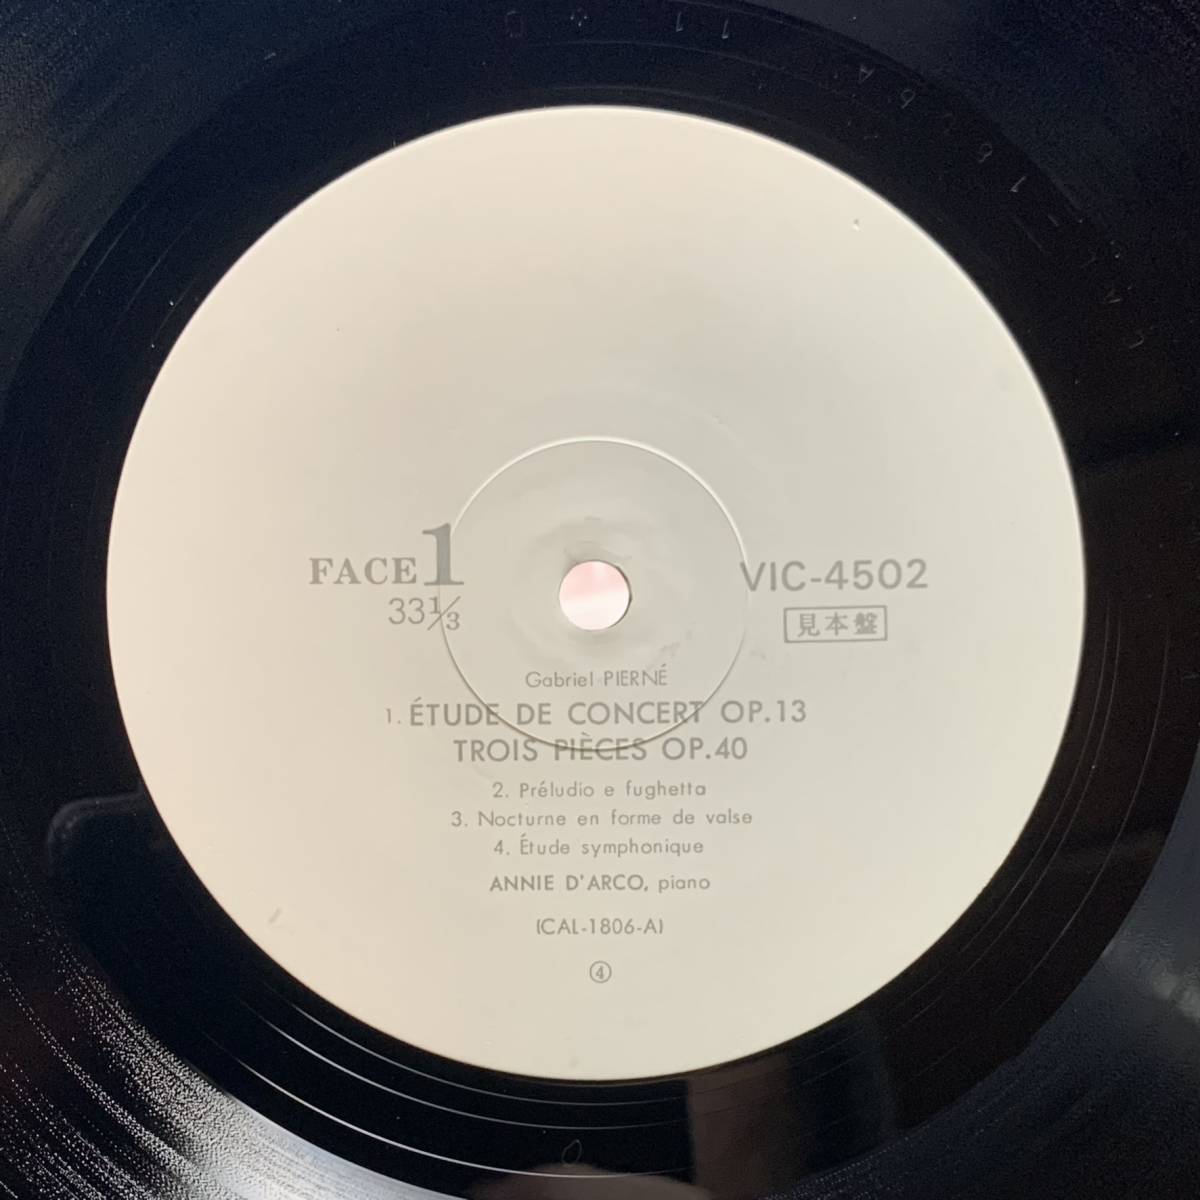 FACE 1
33⅓
VIC-4502
見本盤
Gabriel PIERNÉ
1. ÉTUDE DE CONCERT OP.13
TROIS PIÈCES OP.40
2. Préludio e fughetta
3. Nocturne en forme de valse
4. Étude symphonique
ANNIE D'ARCO, piano
(CAL-1806-A)
④